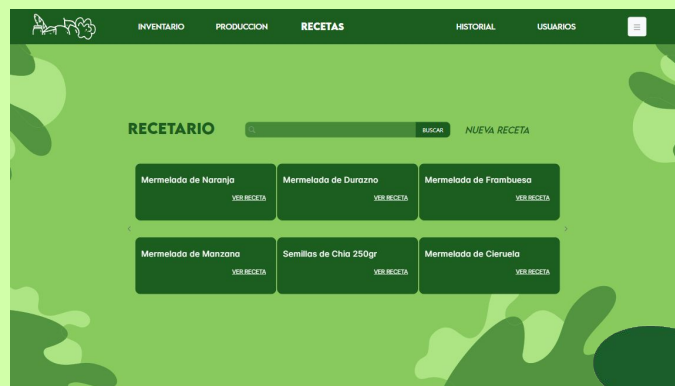 INVENTARIO PRODUCCION RECETAS HISTORIAL USUARIOS
RECETARIO BUSCAR NUEVA RECETA
Mermelada de Naranja Mermelada de Durazno Mermelada de Frambuesa
VER RECETA VER RECETA VER RECETA
Mermelada de Manzana Semillas de Chia 250gr Mermelada de Cieruela
VER RECETA VER RECETA VER RECETA